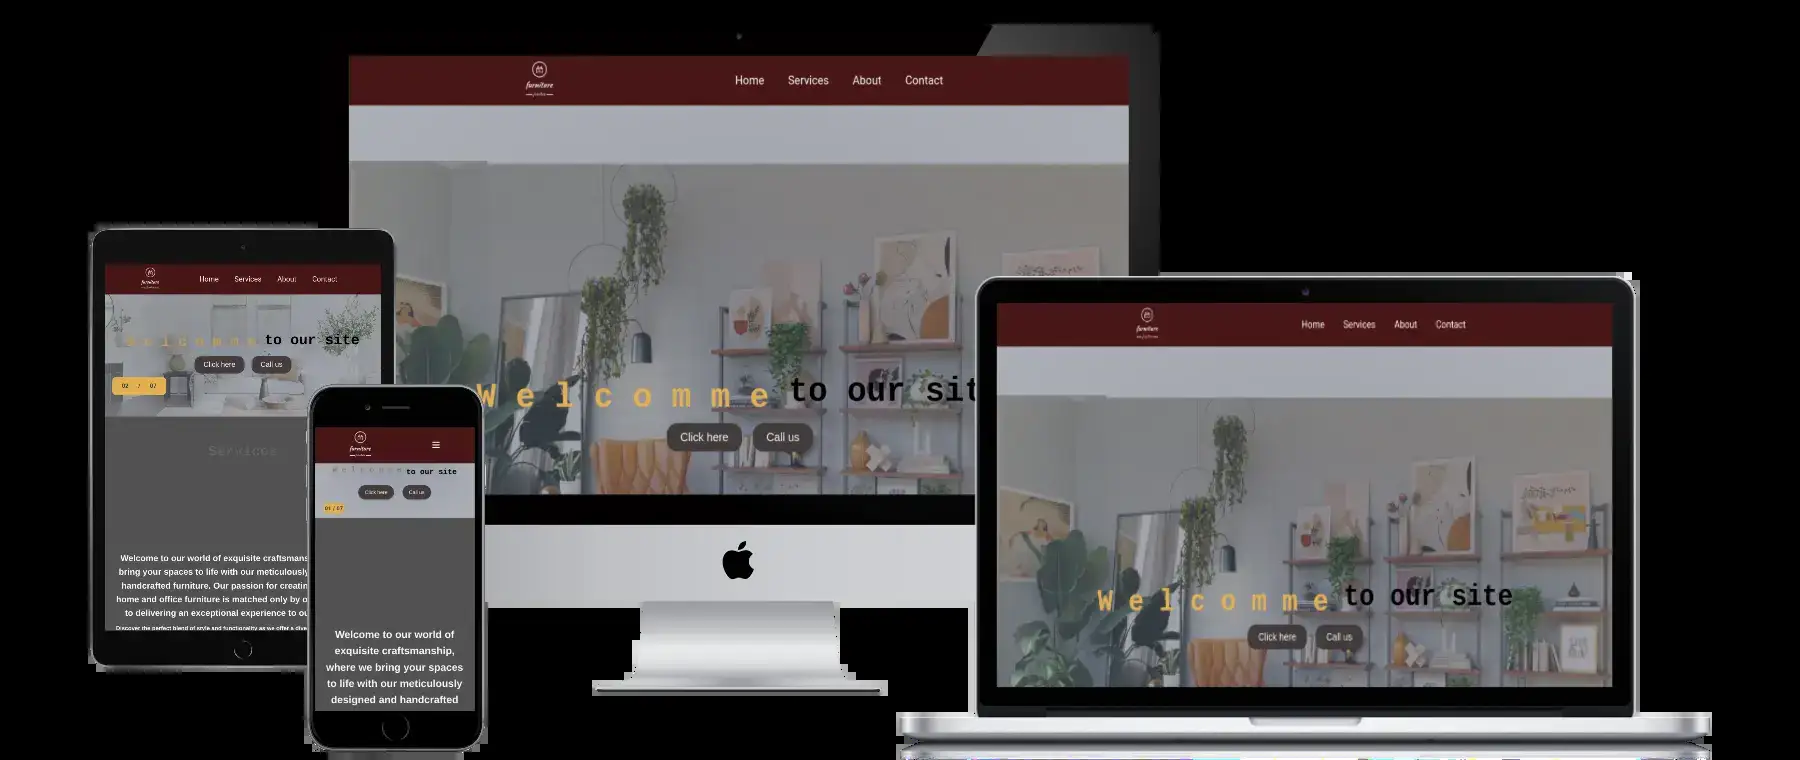 furniture
Home Services About Contact
Welcomme to our sit
Click here Call us
furniture
Home Services About Contact
Welcomme to our site
Click here Call us
02 / 07
Services
Welcome to our world of exquisite craftsmans
bring your spaces to life with our meticulously
handcrafted furniture. Our passion for creatin
home and office furniture is matched only by o
to delivering an exceptional experience to ou
Discover the perfect blend of style and functionality as we offer a dive
furniture
Welcomme to our site
Click here Call us
01 / 07
Welcome to our world of
exquisite craftsmanship,
where we bring your spaces
to life with our meticulously
designed and handcrafted
furniture
Home Services About Contact
Welcomme to our site
Click here Call us